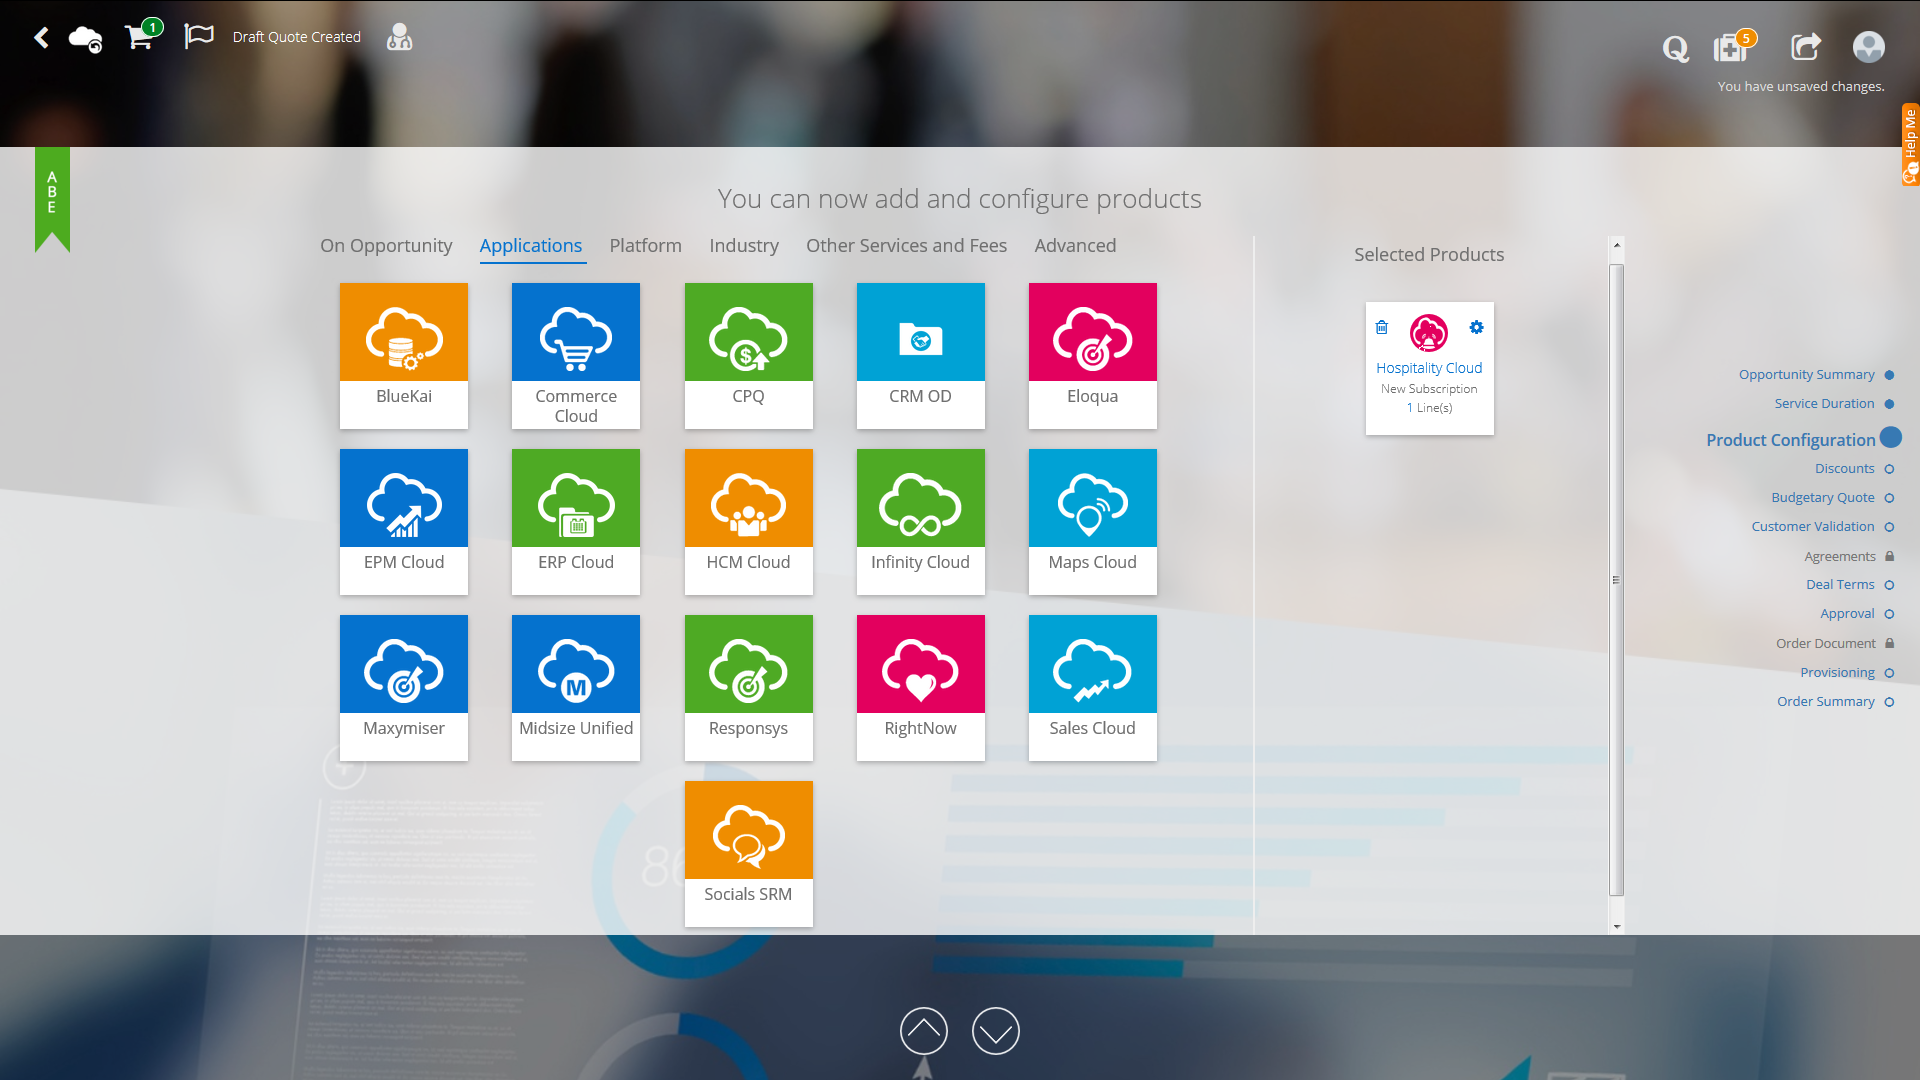 1
Draft Quote Created
Q
5
You have unsaved changes.
Help Me
A
B
E
You can now add and configure products
On Opportunity
Applications
Platform
Industry
Other Services and Fees
Advanced
Selected Products
BlueKai
Commerce
Cloud
$
CPQ
CRM OD
Eloqua
Hospitality Cloud
New Subscription
1 Line(s)
EPM Cloud
ERP Cloud
HCM Cloud
Infinity Cloud
Maps Cloud
Maxymiser
M
Midsize Unified
Responsys
RightNow
Sales Cloud
Socials SRM
Opportunity Summary
Service Duration
Product Configuration
Discounts
Budgetary Quote
Customer Validation
Agreements
Deal Terms
Approval
Order Document
Provisioning
Order Summary